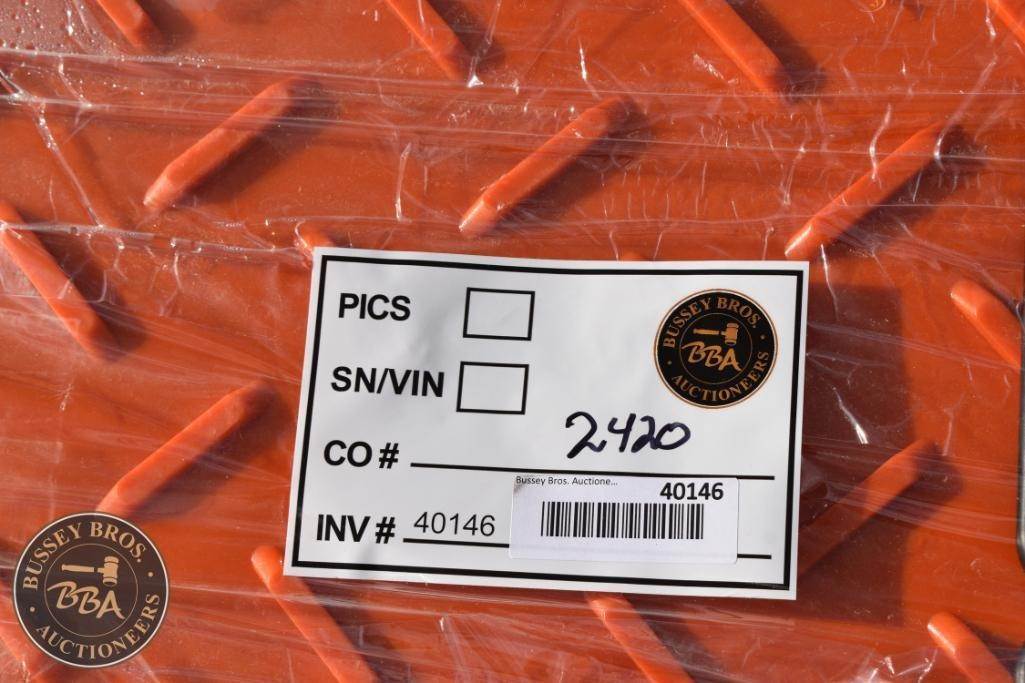 PICS
BUSSEY BROS.
BBA
AUCTIONEERS
SN/VIN
CO # 2420
Bussey Bros. Auctione...
40146
INV # 40146
BUSSEY BROS.
BBA
AUCTIONEERS